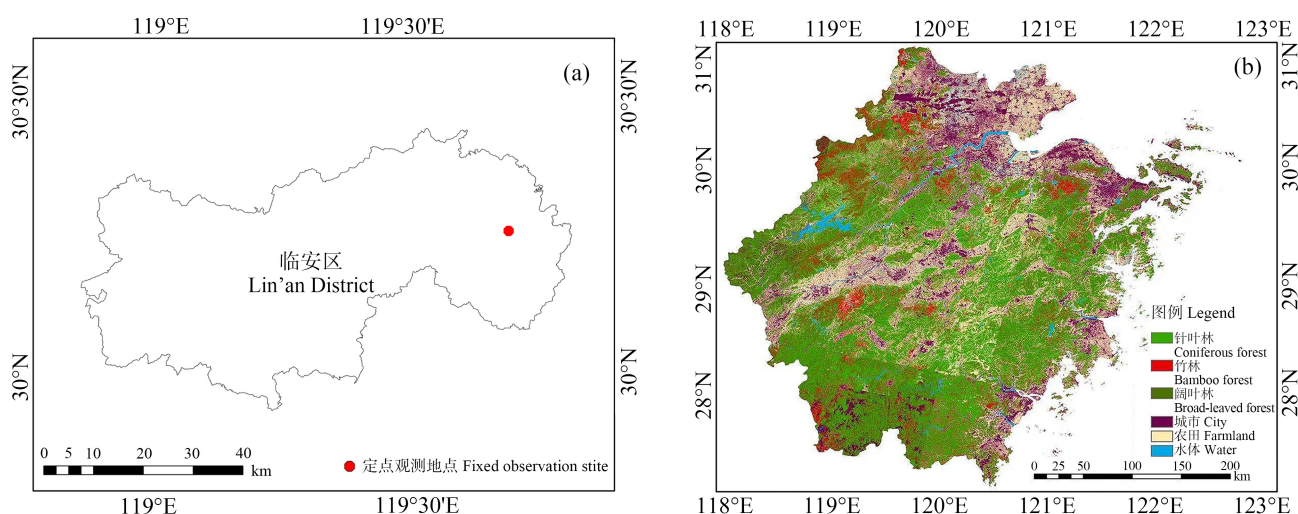 119°E 119°30'E
(a)
30°30'N
30°30'N
临安区
Lin'an District
30°N
30°N
0 5 10 20 30 40
km
定点观测地点 Fixed observation stite
119°E 119°30'E
118°E 119°E 120°E 121°E 122°E 123°E
(b)
31°N
31°N
30°N
30°N
29°N
29°N
28°N
28°N
图例 Legend
针叶林
Coniferous forest
竹林
Bamboo forest
阔叶林
Broad-leaved forest
城市 City
农田 Farmland
水体 Water
0 25 50 100 150 200
km
118°E 119°E 120°E 121°E 122°E 123°E